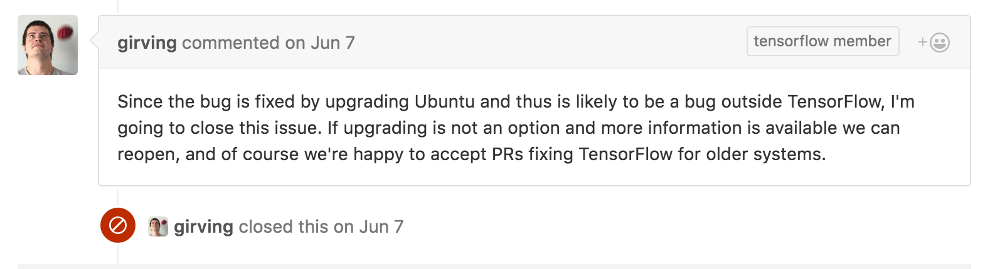 girving commented on Jun 7 tensorflow member
Since the bug is fixed by upgrading Ubuntu and thus is likely to be a bug outside TensorFlow, I'm
going to close this issue. If upgrading is not an option and more information is available we can
reopen, and of course we're happy to accept PRs fixing TensorFlow for older systems.
girving closed this on Jun 7